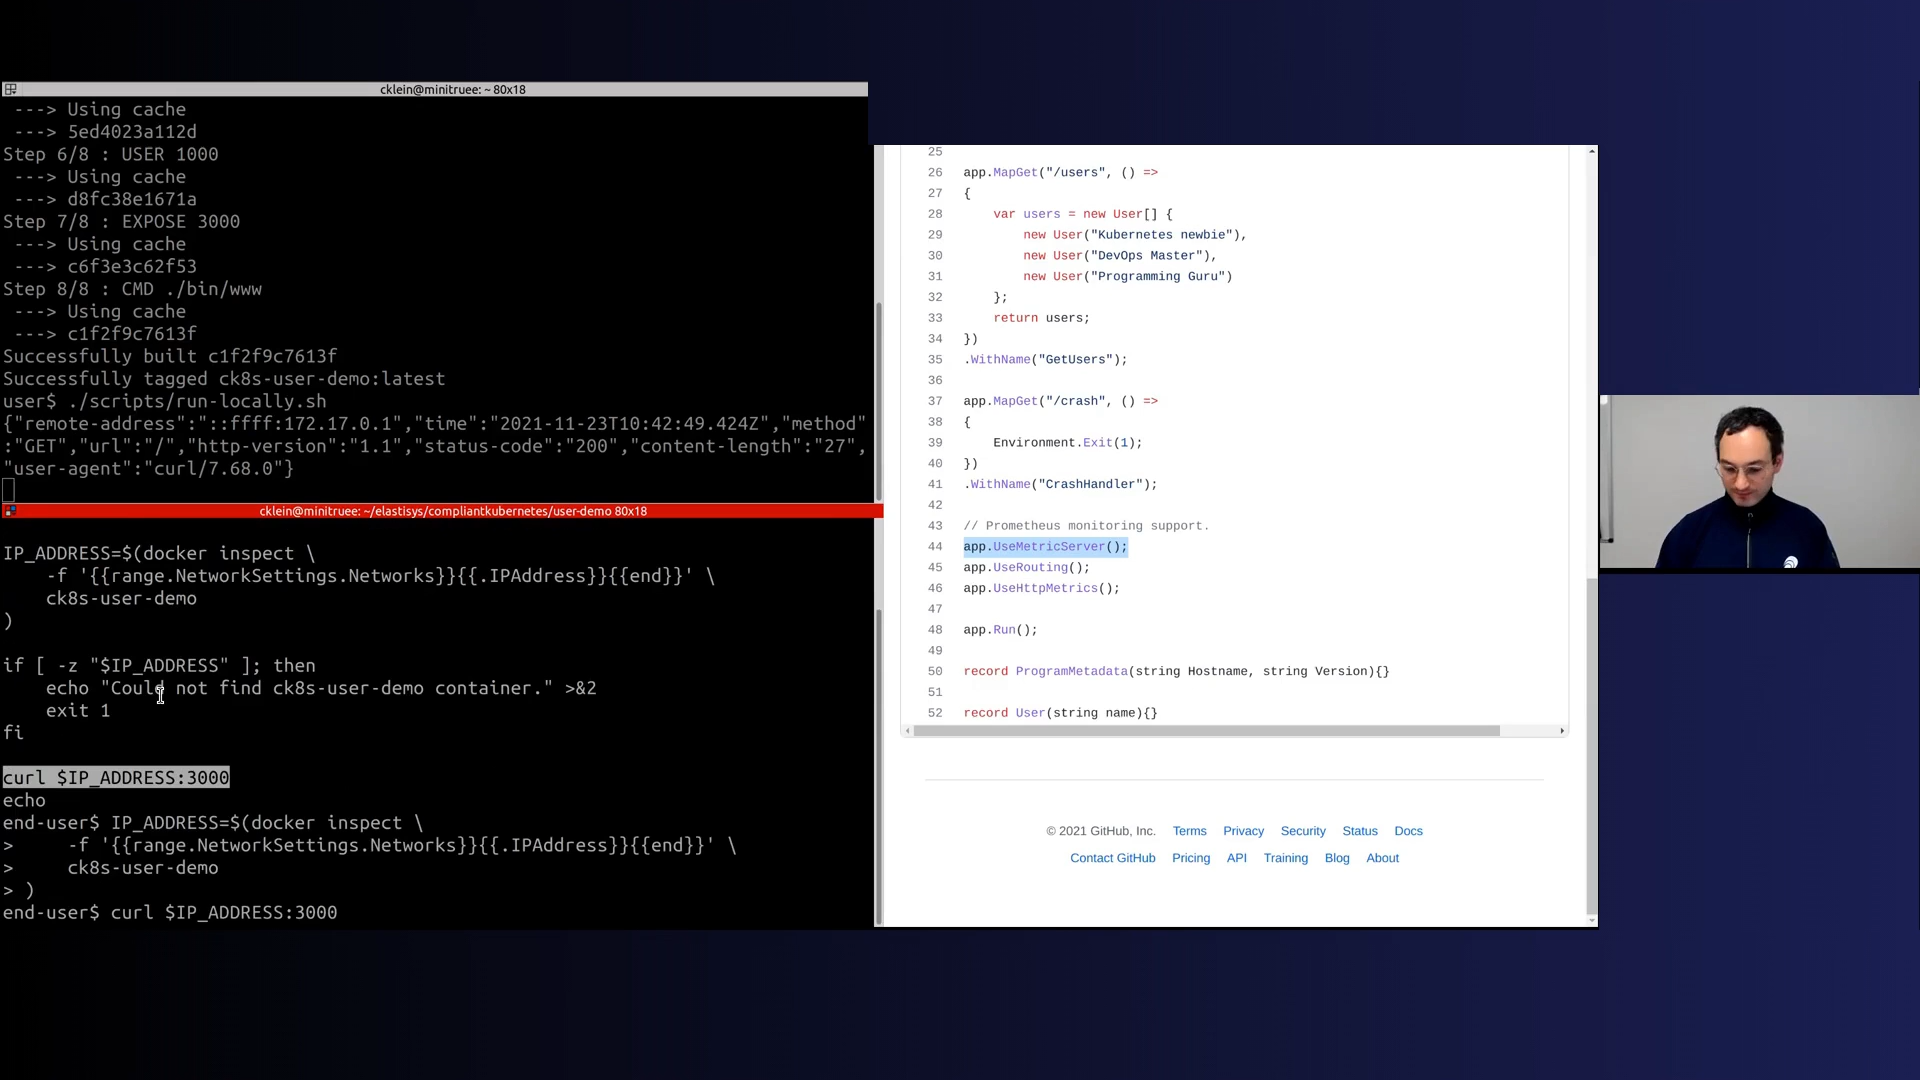 cklein@minitruee: ~ 80x18
---> Using cache
---> 5ed4023a112d
Step 6/8 : USER 1000
---> Using cache
---> d8fc38e1671a
Step 7/8 : EXPOSE 3000
---> Using cache
---> c6f3e3c62f53
Step 8/8 : CMD ./bin/www
---> Using cache
---> c1f2f9c7613f
Successfully built c1f2f9c7613f
Successfully tagged ck8s-user-demo:latest
user$ ./scripts/run-locally.sh
{"remote-address":"::ffff:172.17.0.1","time":"2021-11-23T10:42:49.424Z","method"
:"GET","url":"/","http-version":"1.1","status-code":"200","content-length":"27",
"user-agent":"curl/7.68.0"}
cklein@minitruee: ~/elastisys/compliantkubernetes/user-demo 80x18
IP_ADDRESS=$(docker inspect \
    -f '{{range.NetworkSettings.Networks}}{{.IPAddress}}{{end}}' \
    ck8s-user-demo
)
if [ -z "$IP_ADDRESS" ]; then
    echo "Could not find ck8s-user-demo container." >&2
    exit 1
fi
curl $IP_ADDRESS:3000
echo
end-user$ IP_ADDRESS=$(docker inspect \
>     -f '{{range.NetworkSettings.Networks}}{{.IPAddress}}{{end}}' \
>     ck8s-user-demo
> )
end-user$ curl $IP_ADDRESS:3000
25
26 app.MapGet("/users", () =>
27 {
28     var users = new User[] {
29         new User("Kubernetes newbie"),
30         new User("DevOps Master"),
31         new User("Programming Guru")
32     };
33     return users;
34 })
35 .WithName("GetUsers");
36
37 app.MapGet("/crash", () =>
38 {
39     Environment.Exit(1);
40 })
41 .WithName("CrashHandler");
42
43 // Prometheus monitoring support.
44 app.UseMetricServer();
45 app.UseRouting();
46 app.UseHttpMetrics();
47
48 app.Run();
49
50 record ProgramMetadata(string Hostname, string Version){}
51
52 record User(string name){}
© 2021 GitHub, Inc. Terms Privacy Security Status Docs
Contact GitHub Pricing API Training Blog About